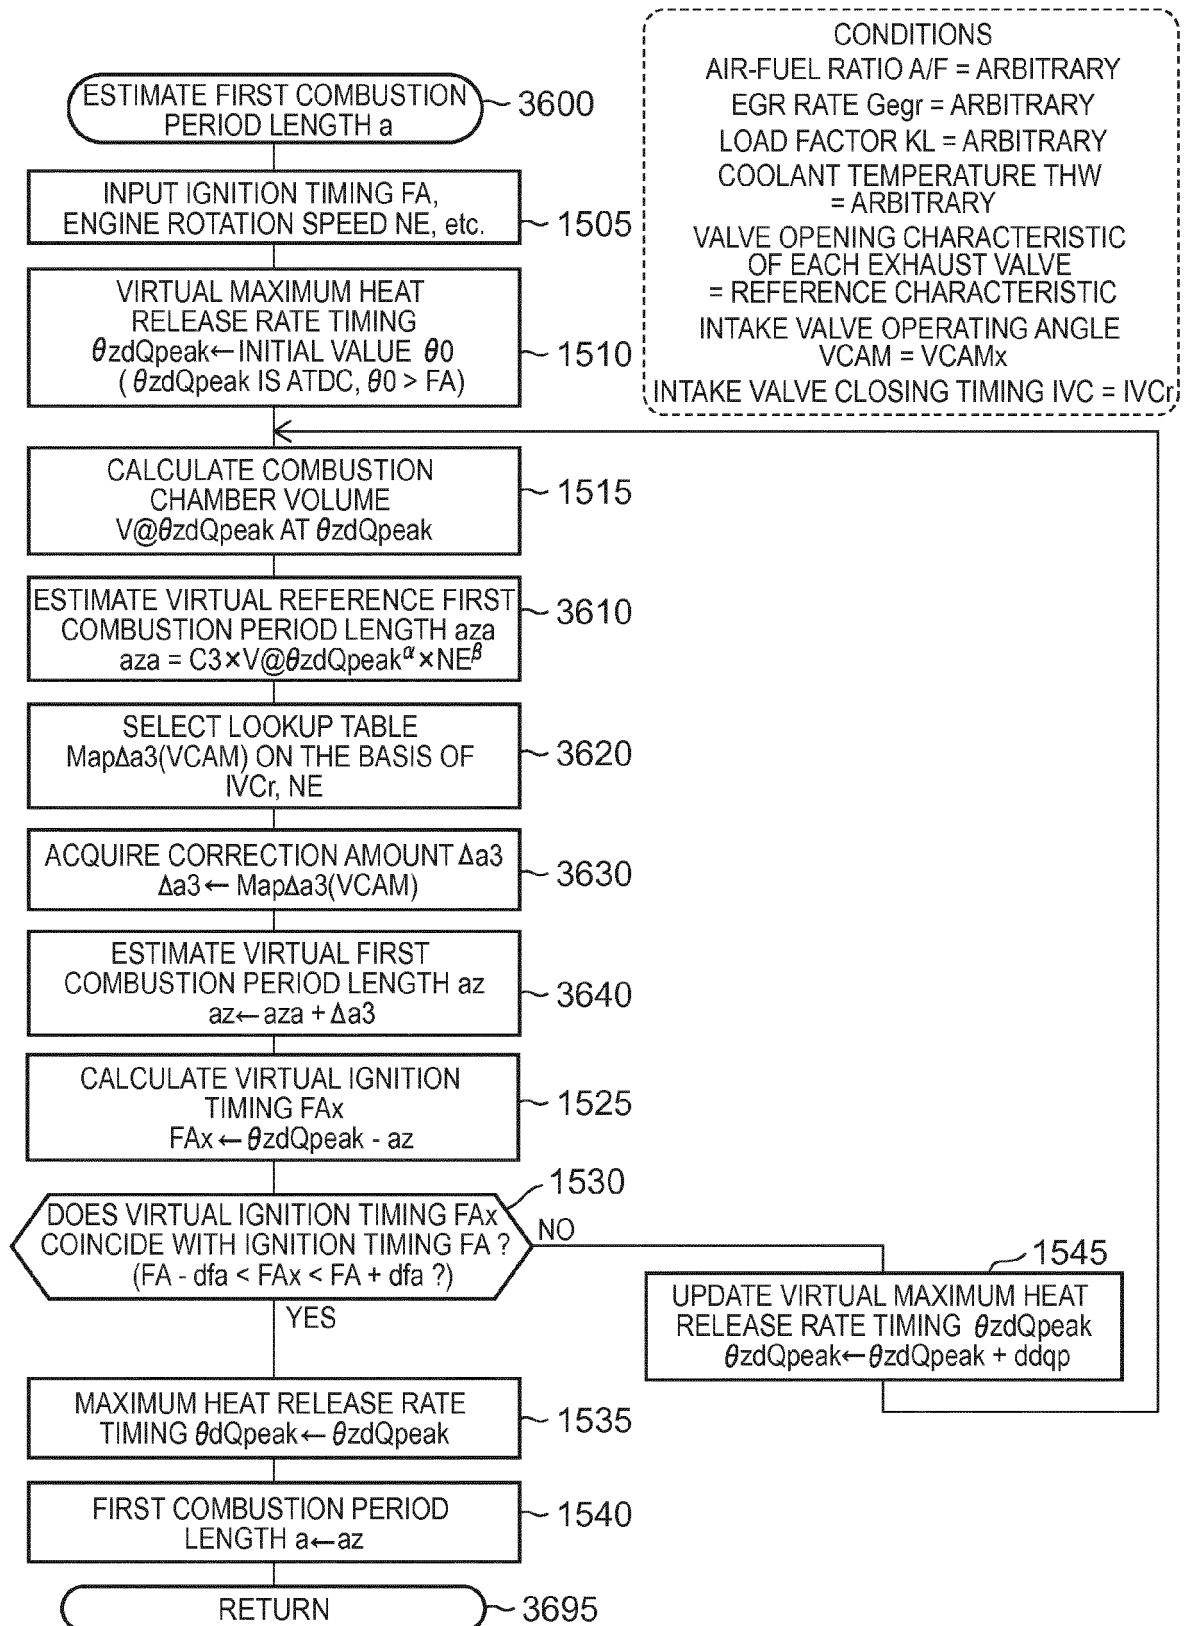 CONDITIONS
AIR-FUEL RATIO A/F = ARBITRARY
EGR RATE Gegr = ARBITRARY
LOAD FACTOR KL = ARBITRARY
COOLANT TEMPERATURE THW
= ARBITRARY
VALVE OPENING CHARACTERISTIC
OF EACH EXHAUST VALVE
= REFERENCE CHARACTERISTIC
INTAKE VALVE OPERATING ANGLE
VCAM = VCAMx
INTAKE VALVE CLOSING TIMING IVC = IVCr
ESTIMATE FIRST COMBUSTION
PERIOD LENGTH a
3600
INPUT IGNITION TIMING FA,
ENGINE ROTATION SPEED NE, etc.
1505
VIRTUAL MAXIMUM HEAT
RELEASE RATE TIMING
θzdQpeak←INITIAL VALUE θ0
(θzdQpeak IS ATDC, θ0 > FA)
1510
CALCULATE COMBUSTION
CHAMBER VOLUME
V@θzdQpeak AT θzdQpeak
1515
ESTIMATE VIRTUAL REFERENCE FIRST
COMBUSTION PERIOD LENGTH aza
aza = C3×V@θzdQpeak^α×NE^β
3610
SELECT LOOKUP TABLE
MapΔa3(VCAM) ON THE BASIS OF
IVCr, NE
3620
ACQUIRE CORRECTION AMOUNT Δa3
Δa3← MapΔa3(VCAM)
3630
ESTIMATE VIRTUAL FIRST
COMBUSTION PERIOD LENGTH az
az←aza + Δa3
3640
CALCULATE VIRTUAL IGNITION
TIMING FAx
FAx←θzdQpeak - az
1525
1530
DOES VIRTUAL IGNITION TIMING FAx
COINCIDE WITH IGNITION TIMING FA ?
(FA - dfa < FAx < FA + dfa ?)
NO
YES
1545
UPDATE VIRTUAL MAXIMUM HEAT
RELEASE RATE TIMING θzdQpeak
θzdQpeak←θzdQpeak + ddqp
MAXIMUM HEAT RELEASE RATE
TIMING θdQpeak← θzdQpeak
1535
FIRST COMBUSTION PERIOD
LENGTH a←az
1540
RETURN
3695